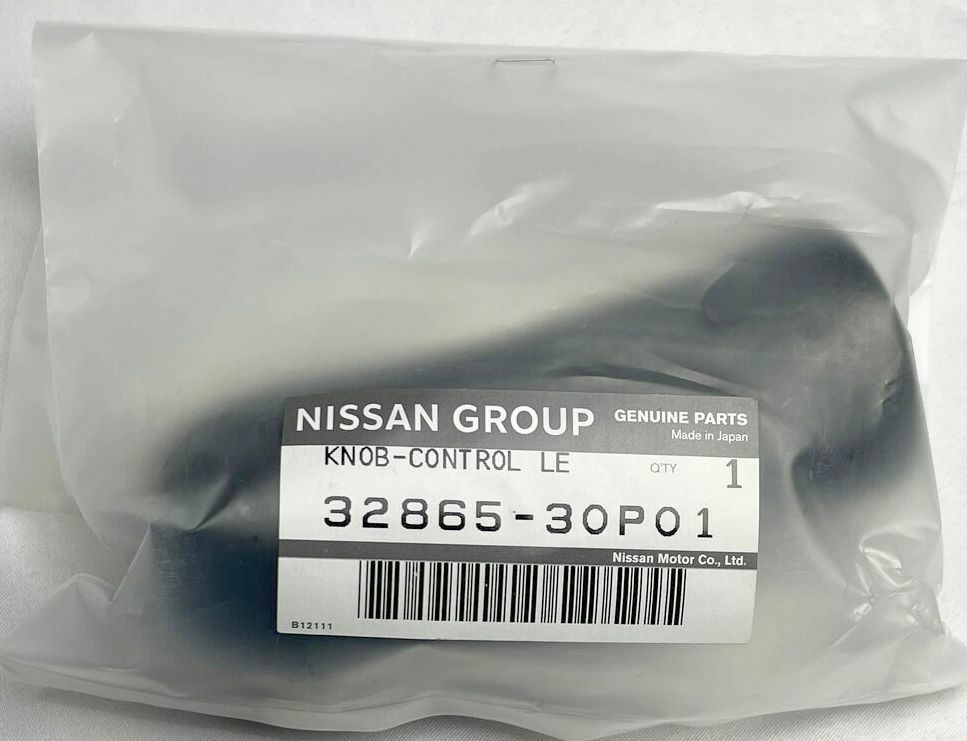 NISSAN GROUP GENUINE PARTS
Made in Japan
KNOB-CONTROL LE Q'TY 1
32865-30P01
Nissan Motor Co., Ltd.
B12111